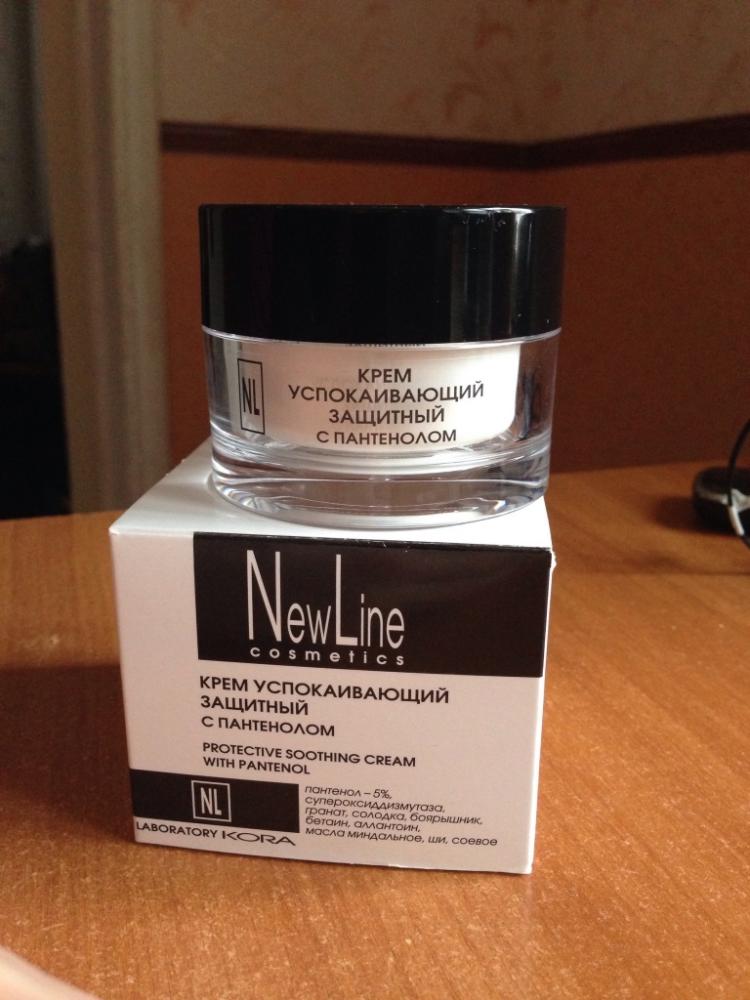 NL
КРЕМ
УСПОКАИВАЮЩИЙ
ЗАЩИТНЫЙ
С ПАНТЕНОЛОМ
NewLine
cosmetics
КРЕМ УСПОКАИВАЮЩИЙ
ЗАЩИТНЫЙ
С ПАНТЕНОЛОМ
PROTECTIVE SOOTHING CREAM
WITH PANTENOL
NL
LABORATORY KORA
пантенол – 5%,
супероксиддизмутаза,
гранат, солодка, боярышник,
бетаин, аллантоин,
масла миндальное, ши, соевое